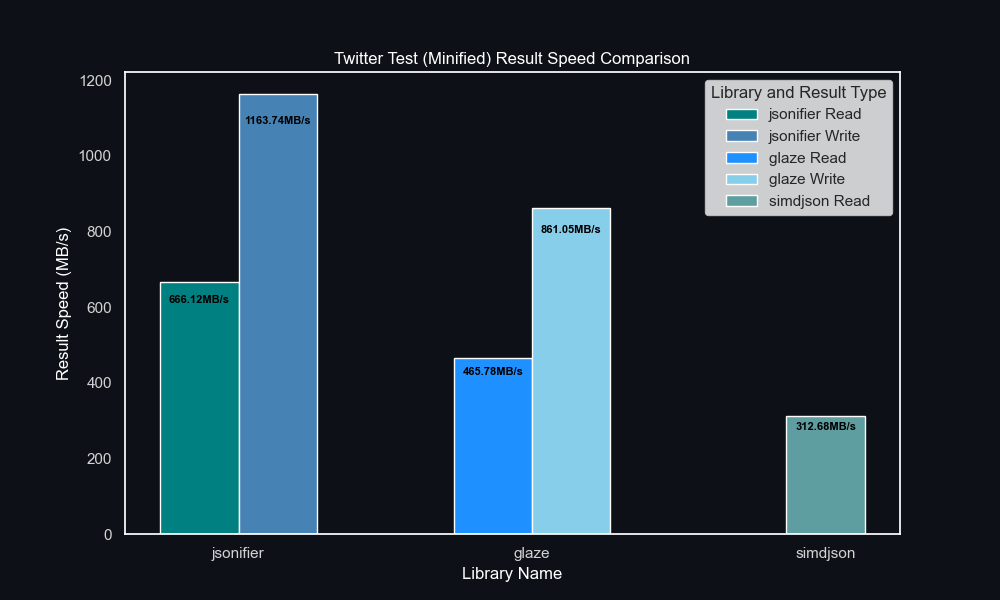 Twitter Test (Minified) Result Speed Comparison
Library and Result Type
jsonifier Read
jsonifier Write
glaze Read
glaze Write
simdjson Read
Result Speed (MB/s)
1200
1000
800
600
400
200
0
666.12MB/s
1163.74MB/s
465.78MB/s
861.05MB/s
312.68MB/s
jsonifier
glaze
simdjson
Library Name